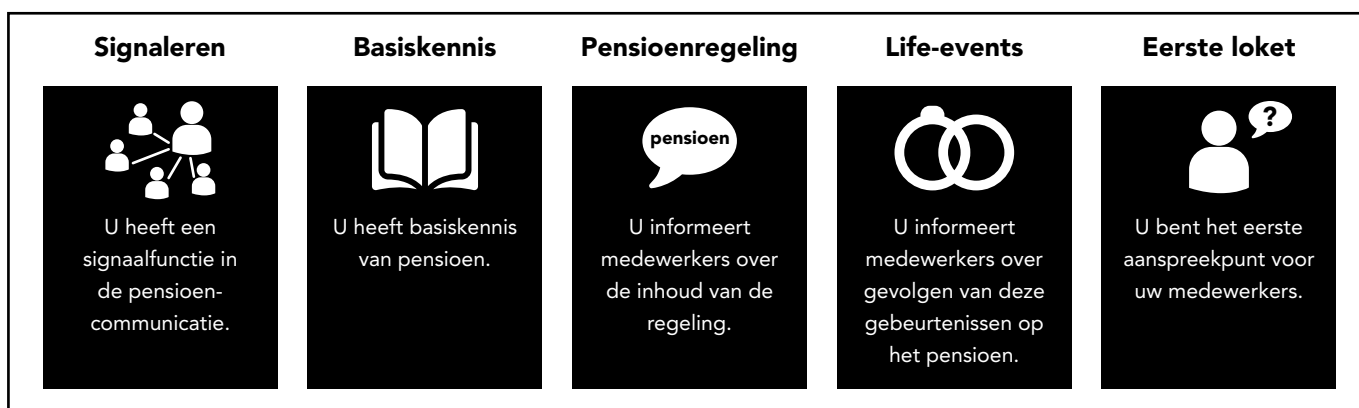 Signaleren
U heeft een
signaalfunctie in
de pensioen-
communicatie.
Basiskennis
U heeft basiskennis
van pensioen.
Pensioenregeling
pensioen
U informeert
medewerkers over
de inhoud van de
regeling.
Life-events
U informeert
medewerkers over
gevolgen van deze
gebeurtenissen op
het pensioen.
Eerste loket
?
U bent het eerste
aanspreekpunt voor
uw medewerkers.